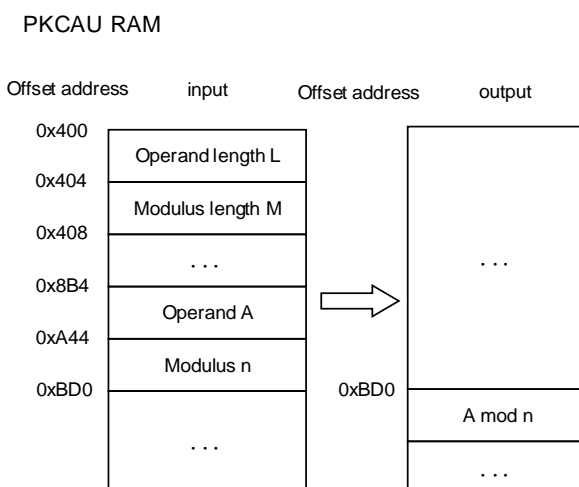 PKCAU RAM
Offset address input Offset address output
0x400
Operand length L
0x404
Modulus length M
0x408
. . .
. . .
0x8B4
Operand A
0xA44
Modulus n
0xBD0 0xBD0
A mod n
. . .
. . .